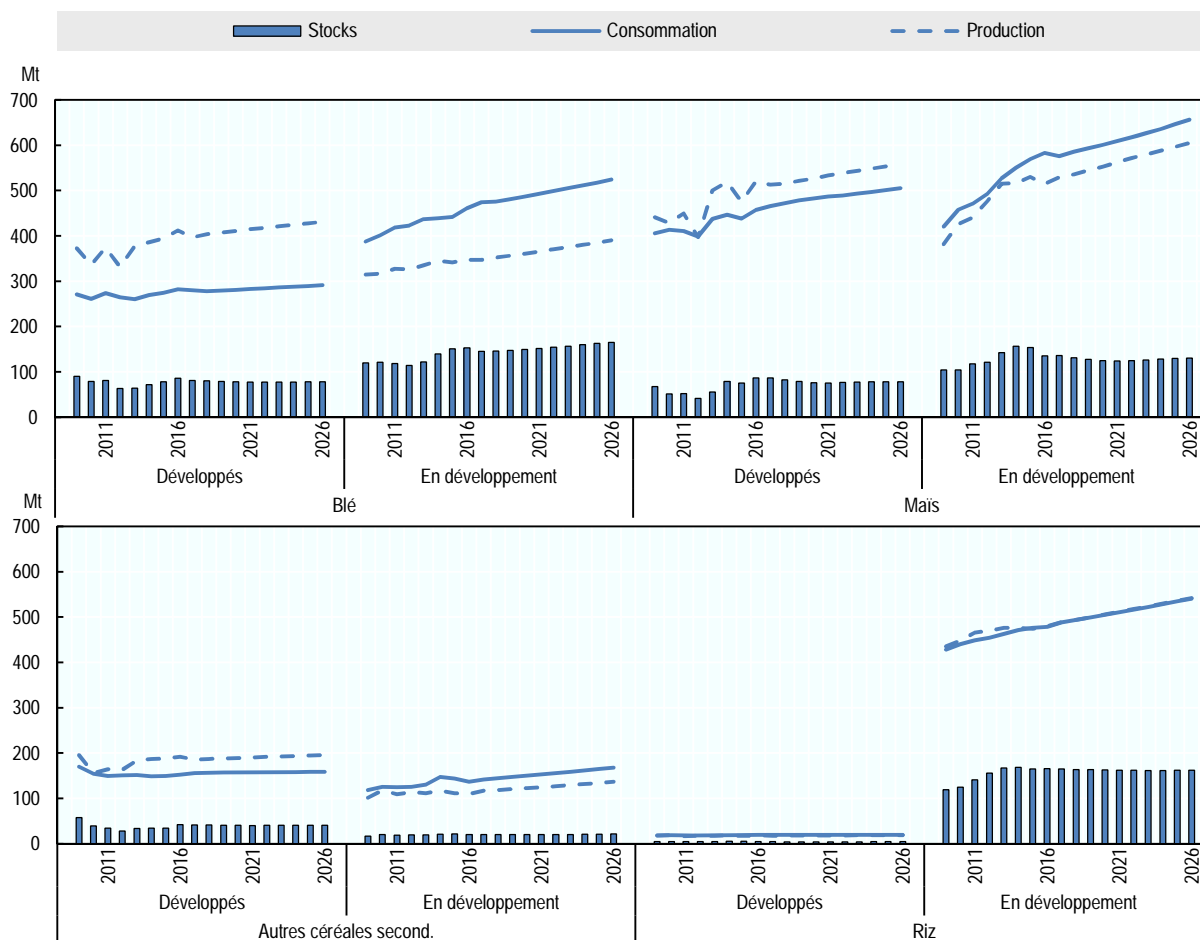 Stocks Consommation Production
Mt
700
600
500
400
300
200
100
0
2011 2016 2021 2026 2011 2016 2021 2026 2011 2016 2021 2026 2011 2016 2021 2026
Développés En développement Développés En développement
Blé Maïs
Mt
700
600
500
400
300
200
100
0
2011 2016 2021 2026 2011 2016 2021 2026 2011 2016 2021 2026 2011 2016 2021 2026
Développés En développement Développés En développement
Autres céréales second. Riz